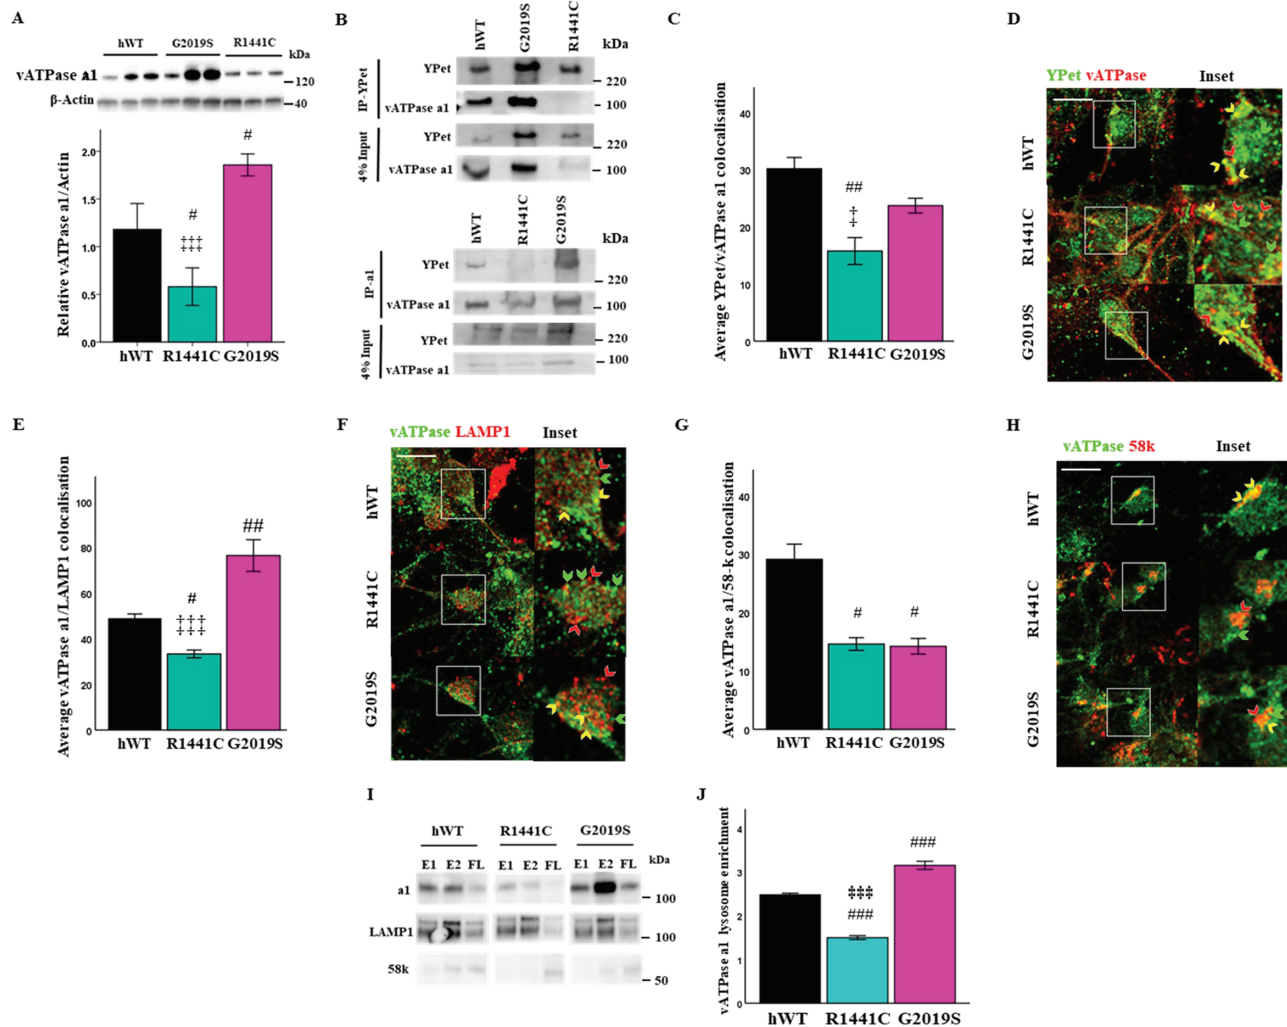 A
hWT G2019S R1441C
kDa
vATPase a1
120
β-Actin
40
Relative vATPase a1/Actin
2.0
1.5
1.0
0.5
0.0
#
‡‡‡
#
hWT R1441C G2019S
B
hWT G2019S R1441C
kDa
IP-YPet
YPet
220
vATPase a1
100
4% Input
YPet
220
vATPase a1
100
hWT R1441C G2019S
kDa
IP-a1
YPet
220
vATPase a1
100
4% Input
YPet
220
vATPase a1
100
C
Average YPet/vATPase a1 colocalisation
40
30
20
10
0
##
‡
hWT R1441C G2019S
D
YPet vATPase Inset
hWT
R1441C
G2019S
E
Average vATPase a1/LAMP1 colocalisation
100
80
60
40
20
0
#
‡‡‡
##
hWT R1441C G2019S
F
vATPase LAMP1 Inset
hWT
R1441C
G2019S
G
Average vATPase a1/58-k colocalisation
40
30
20
10
0
# #
hWT R1441C G2019S
H
vATPase 58k Inset
hWT
R1441C
G2019S
I
hWT R1441C G2019S
E1 E2 FL E1 E2 FL E1 E2 FL
kDa
a1
100
LAMP1
100
58k
50
J
vATPase a1 lysosome enrichment
4
3
2
1
0
‡‡‡
###
###
hWT R1441C G2019S